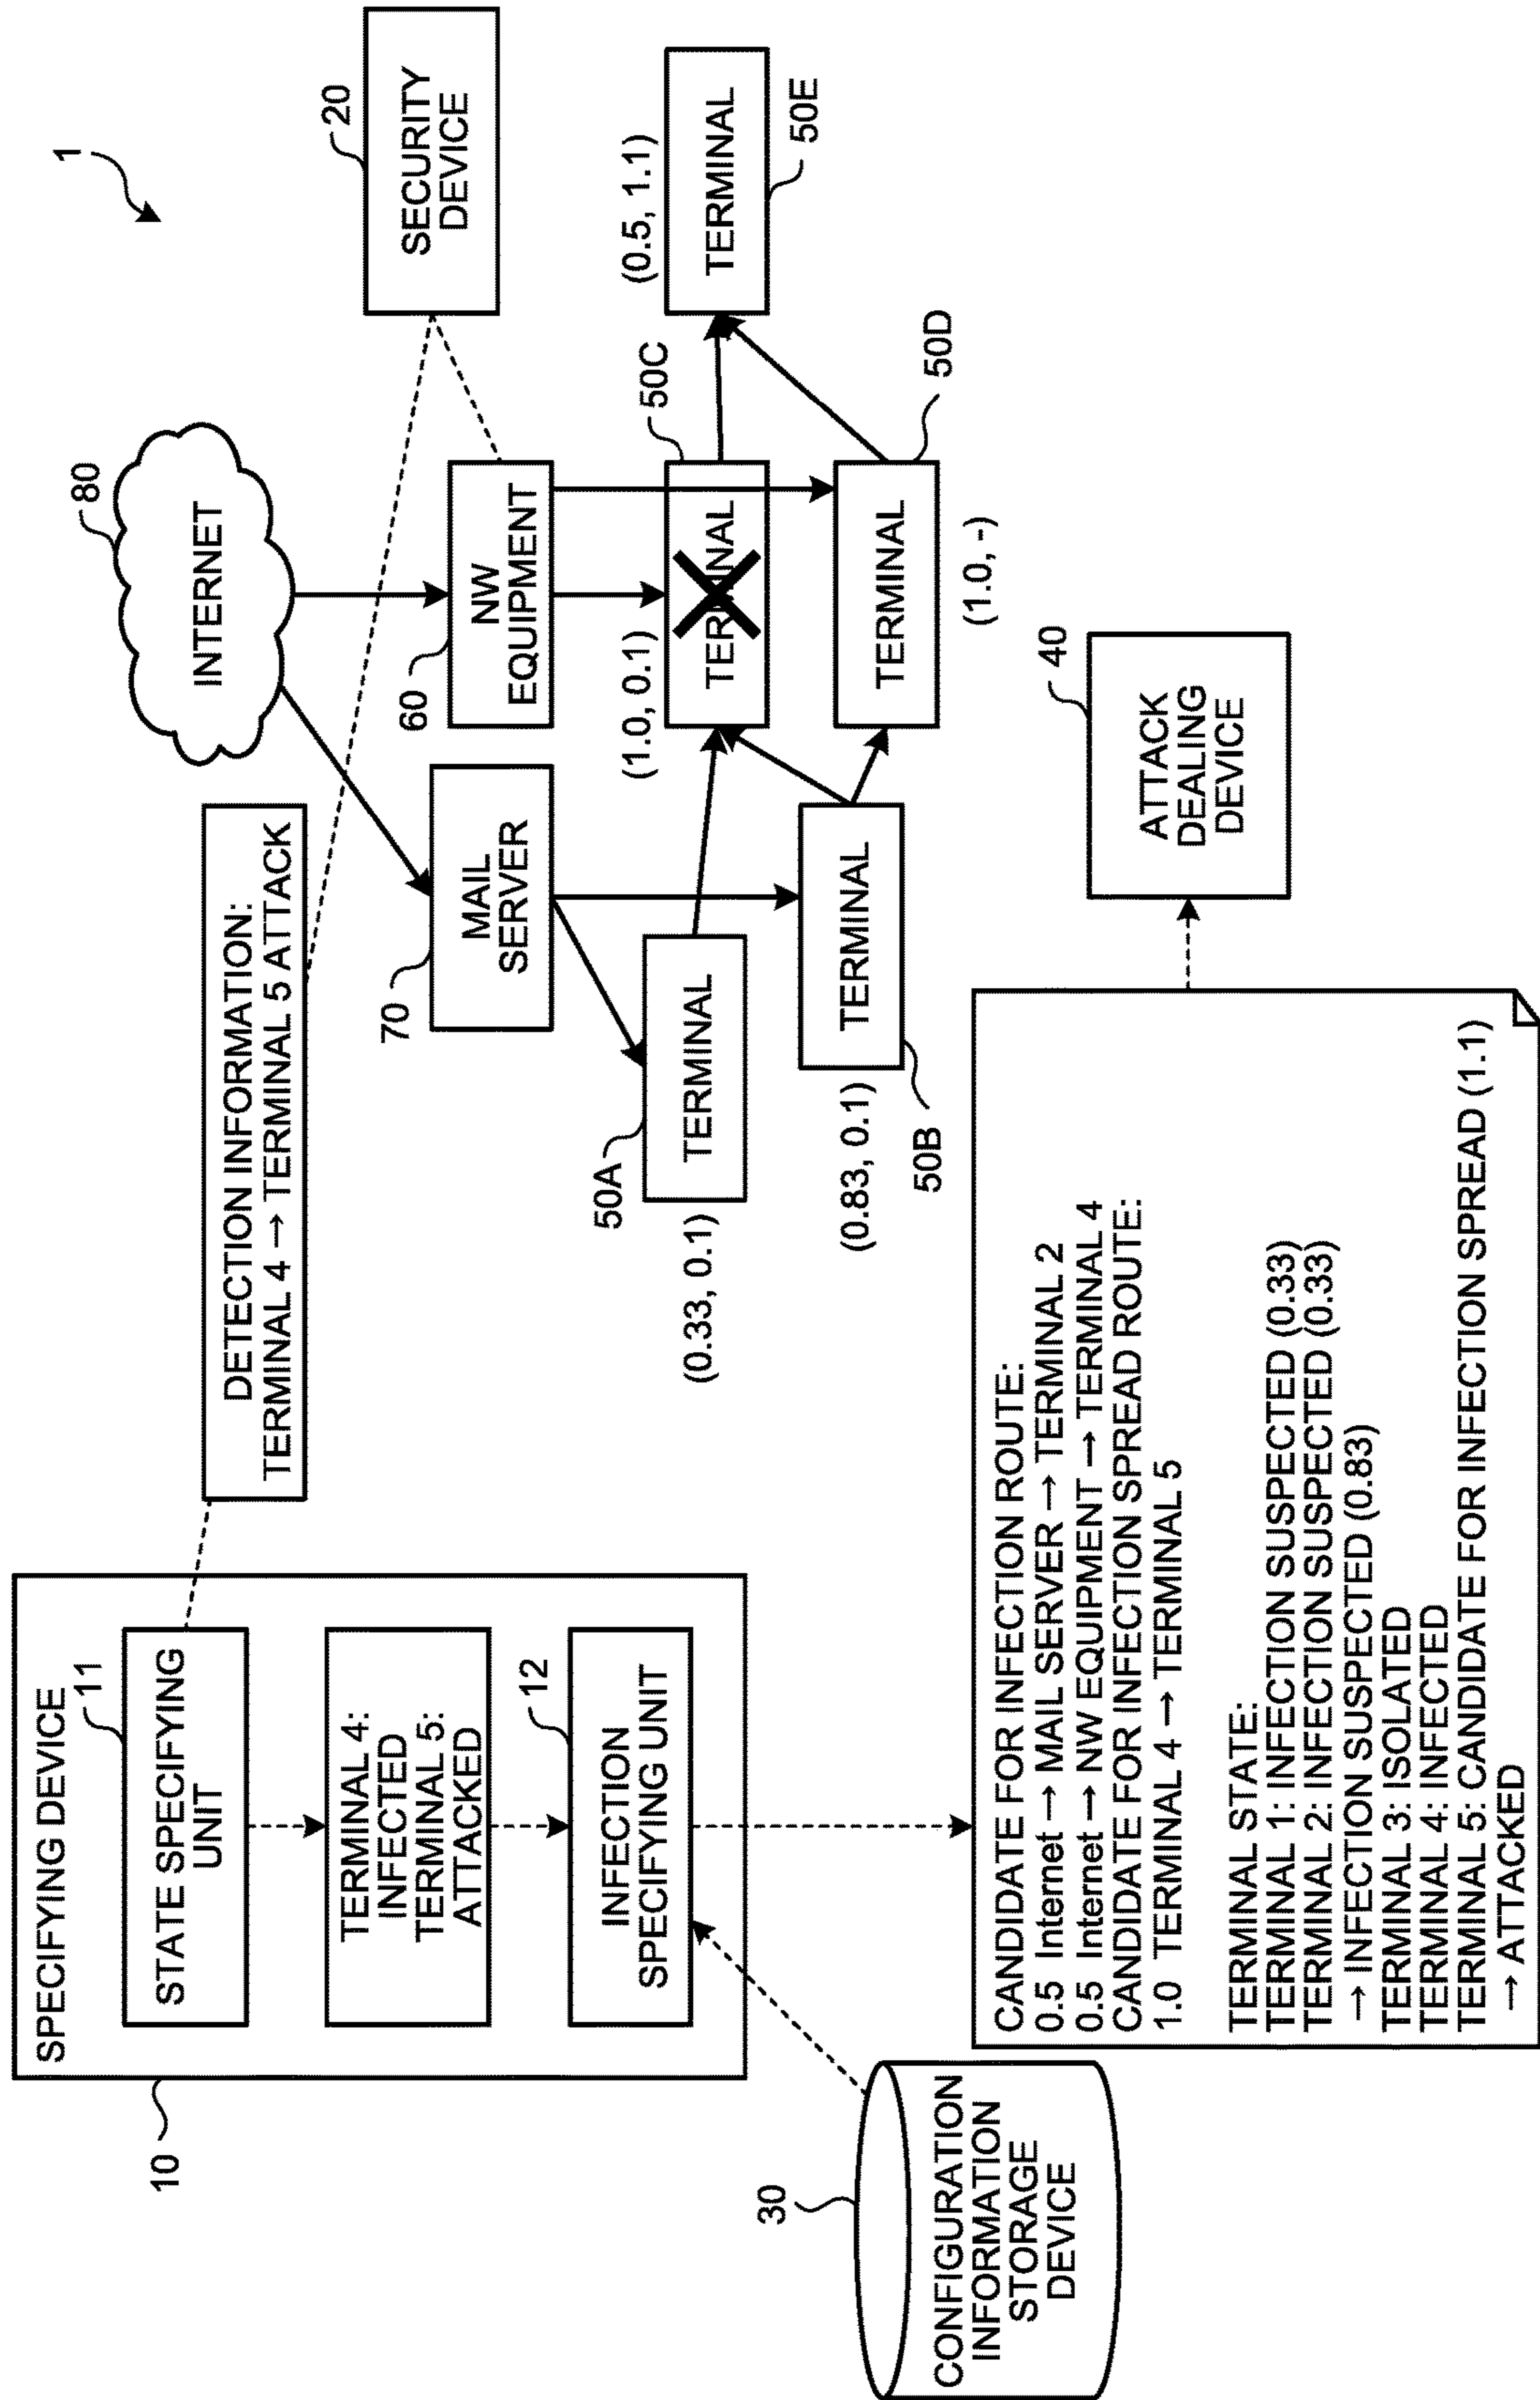 1
SPECIFYING DEVICE
10
11
STATE SPECIFYING
UNIT
TERMINAL 4:
INFECTED
TERMINAL 5:
ATTACKED
12
INFECTION
SPECIFYING UNIT
30
CONFIGURATION
INFORMATION
STORAGE
DEVICE
DETECTION INFORMATION:
TERMINAL 4 → TERMINAL 5 ATTACK
80
INTERNET
20
SECURITY
DEVICE
70
MAIL
SERVER
60
NW
EQUIPMENT
50A
TERMINAL
(0.33, 0.1)
(0.83, 0.1)
TERMINAL
50B
(1.0, 0.1)
50C
TERMINAL
TERMINAL
50D
(1.0, -)
(0.5, 1.1)
TERMINAL
50E
CANDIDATE FOR INFECTION ROUTE:
0.5 Internet → MAIL SERVER → TERMINAL 2
0.5 Internet → NW EQUIPMENT → TERMINAL 4
CANDIDATE FOR INFECTION SPREAD ROUTE:
1.0 TERMINAL 4 → TERMINAL 5
TERMINAL STATE:
TERMINAL 1: INFECTION SUSPECTED (0.33)
TERMINAL 2: INFECTION SUSPECTED (0.33)
→ INFECTION SUSPECTED (0.83)
TERMINAL 3: ISOLATED
TERMINAL 4: INFECTED
TERMINAL 5: CANDIDATE FOR INFECTION SPREAD (1.1)
→ ATTACKED
40
ATTACK
DEALING
DEVICE